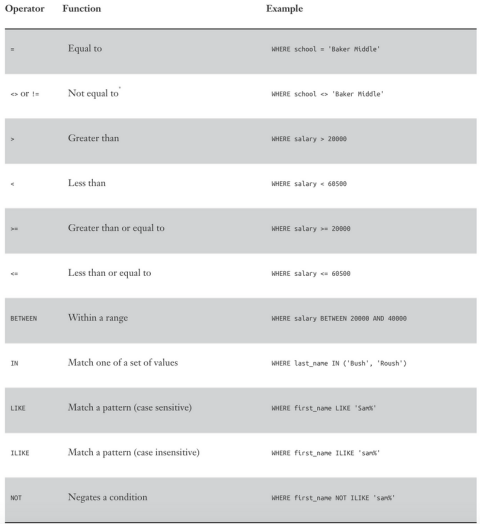 Operator Function Example
= Equal to WHERE school = 'Baker Middle'
<> or != Not equal to* WHERE school <> 'Baker Middle'
> Greater than WHERE salary > 20000
< Less than WHERE salary < 60500
>= Greater than or equal to WHERE salary >= 20000
<= Less than or equal to WHERE salary <= 60500
BETWEEN Within a range WHERE salary BETWEEN 20000 AND 40000
IN Match one of a set of values WHERE last_name IN ('Bush', 'Roush')
LIKE Match a pattern (case sensitive) WHERE first_name LIKE 'Sam%'
ILIKE Match a pattern (case insensitive) WHERE first_name ILIKE 'sam%'
NOT Negates a condition WHERE first_name NOT ILIKE 'sam%'